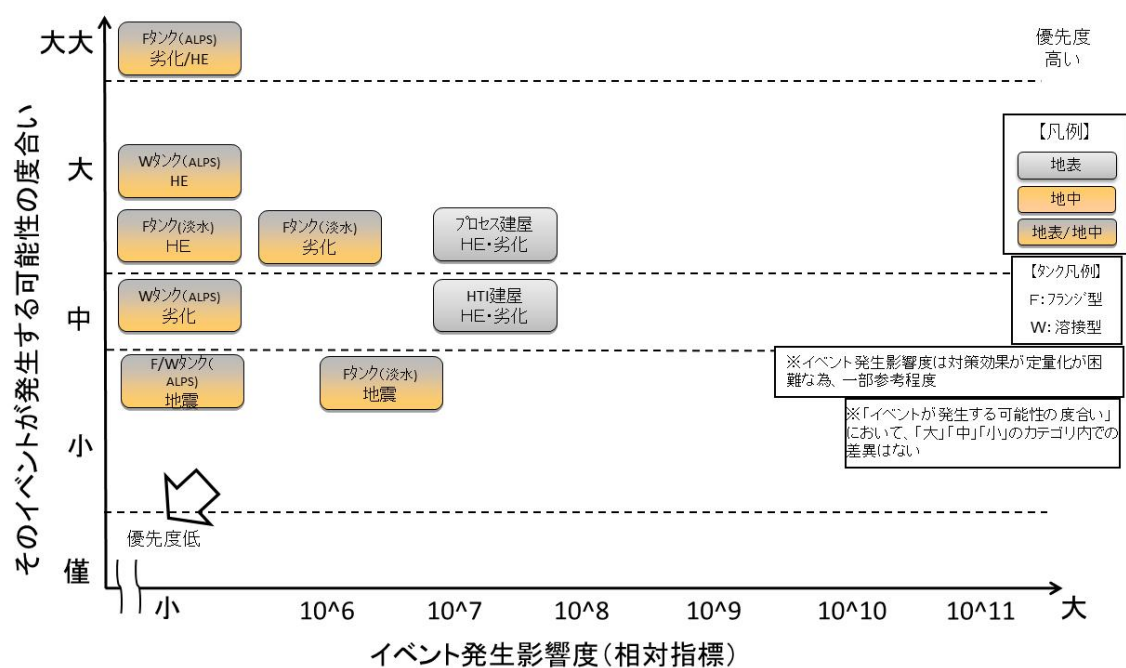 そのイベントが発生する可能性の度合い
大大
Fタンク(ALPS)
劣化/HE
優先度
高い
【凡例】
地表
地中
地表/地中
大
Wタンク(ALPS)
HE
Fタンク(淡水)
HE
Fタンク(淡水)
劣化
プロセス建屋
HE・劣化
【タンク凡例】
F:フランジ型
W:溶接型
中
Wタンク(ALPS)
劣化
HTI建屋
HE・劣化
F/Wタンク(
ALPS)
地震
Fタンク(淡水)
地震
※イベント発生影響度は対策効果が定量化が困
難な為、一部参考程度
※「イベントが発生する可能性の度合い」
において、「大」「中」「小」のカテゴリ内での
差異はない
小
優先度低
僅
小
10^6
10^7
10^8
10^9
10^10
10^11
大
イベント発生影響度(相対指標)